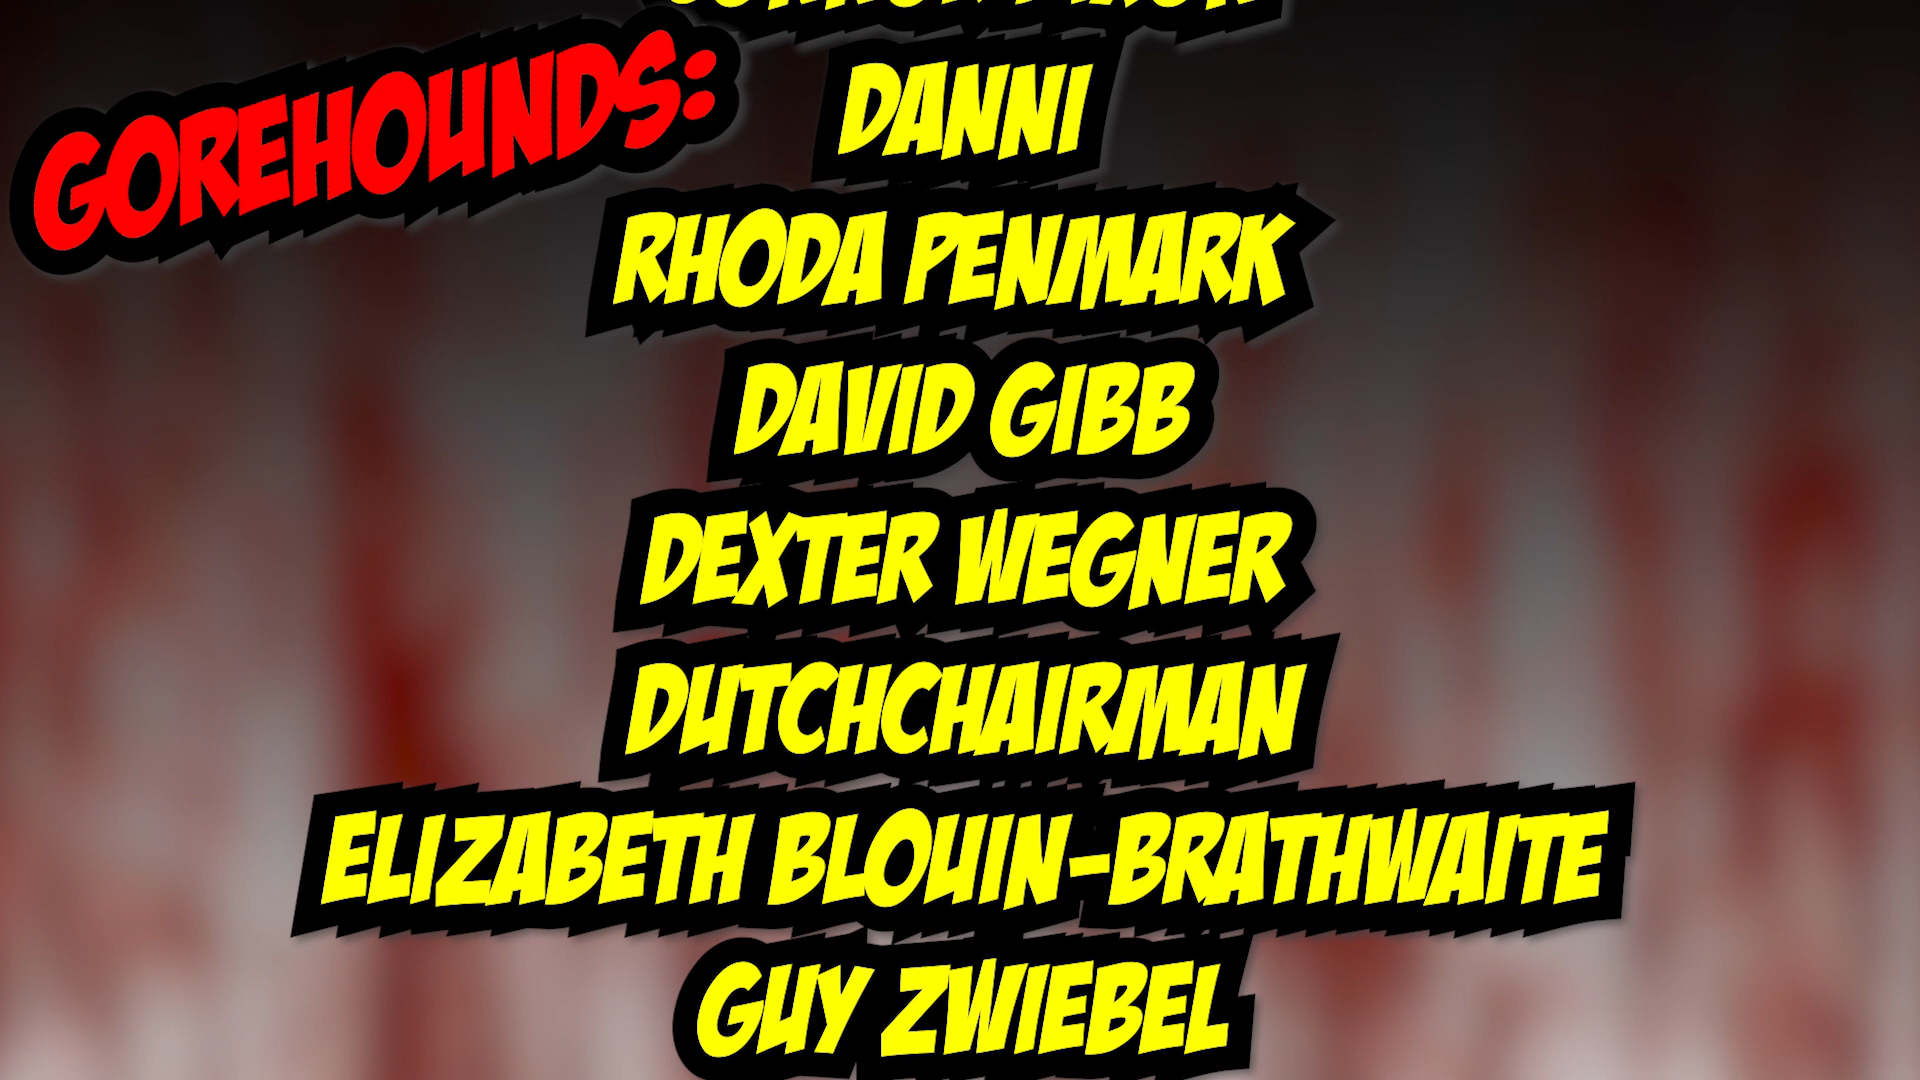 GOREHOUNDS:
DANNI
RHODA PENMARK
DAVID GIBB
DEXTER WEGNER
DUTCHCHAIRMAN
ELIZABETH BLOUIN-BRATHWAITE
GUY ZWIEBEL